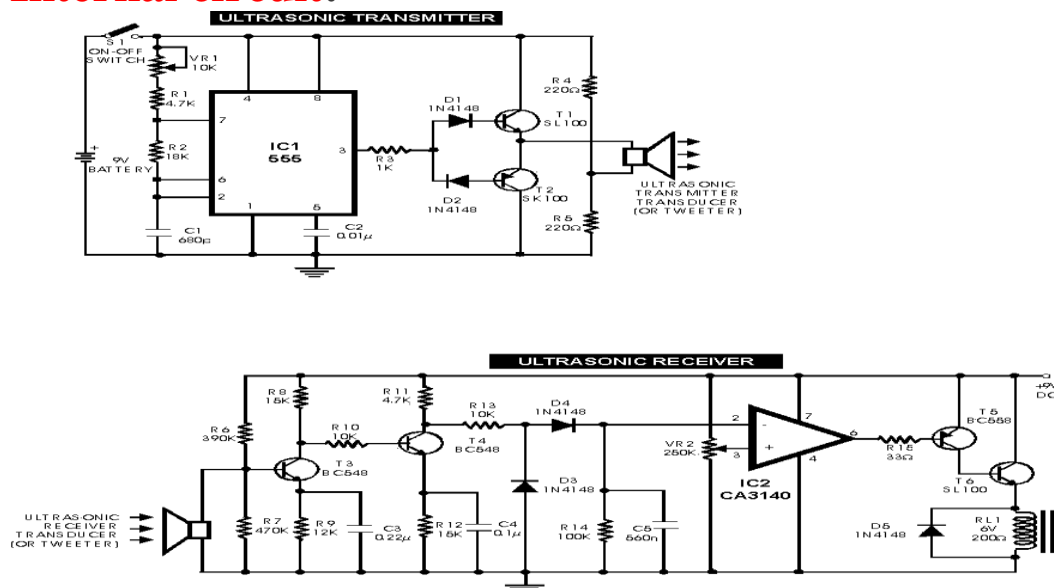 internal circuit:
ULTRASONIC TRANSMITTER
S1
ON-OFF
SWITCH
VR1
10K
R1
4.7K
R2
18K
9V
BATTERY
C1
680p
4
8
7
6
2
1
5
3
IC1
555
C2
0.01µ
R3
1K
D1
1N4148
D2
1N4148
T1
SL100
T2
SK100
R4
220Ω
R5
220Ω
ULTRASONIC
TRANSMITTER
TRANSDUCER
(OR TWEETER)
ULTRASONIC RECEIVER
R6
390K
R7
470K
R8
15K
R9
12K
R10
10K
T3
BC548
C3
0.22µ
R11
4.7K
T4
BC548
R12
15K
C4
0.1µ
R13
10K
D4
1N4148
D3
1N4148
R14
100K
C5
560n
VR2
250K
2
3
7
4
6
-
+
IC2
CA3140
R15
33Ω
T5
BC558
T6
SL100
D5
1N4148
RL1
6V
200Ω
+9V
DC
ULTRASONIC
RECEIVER
TRANSDUCER
(OR TWEETER)